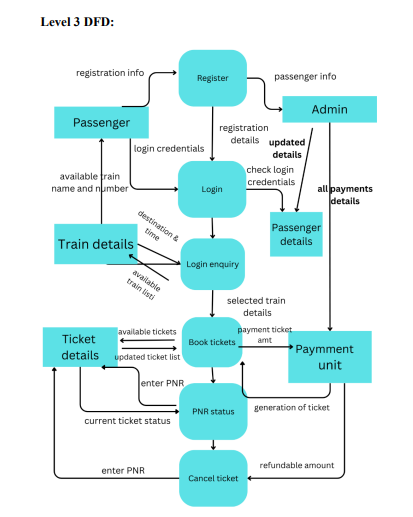 Level 3 DFD:
registration info
Register
passenger info
Passenger
Admin
registration
details
updated
details
login credentials
check login
credentials
available train
name and number
Login
all payments
details
destination &
time
Passenger
details
Train details
Login enquiry
available
train listi
selected train
details
Ticket
details
available tickets
updated ticket list
Book tickets
payment ticket
amt
Paymment
unit
enter PNR
PNR status
generation of ticket
current ticket status
enter PNR
Cancel ticket
refundable amount